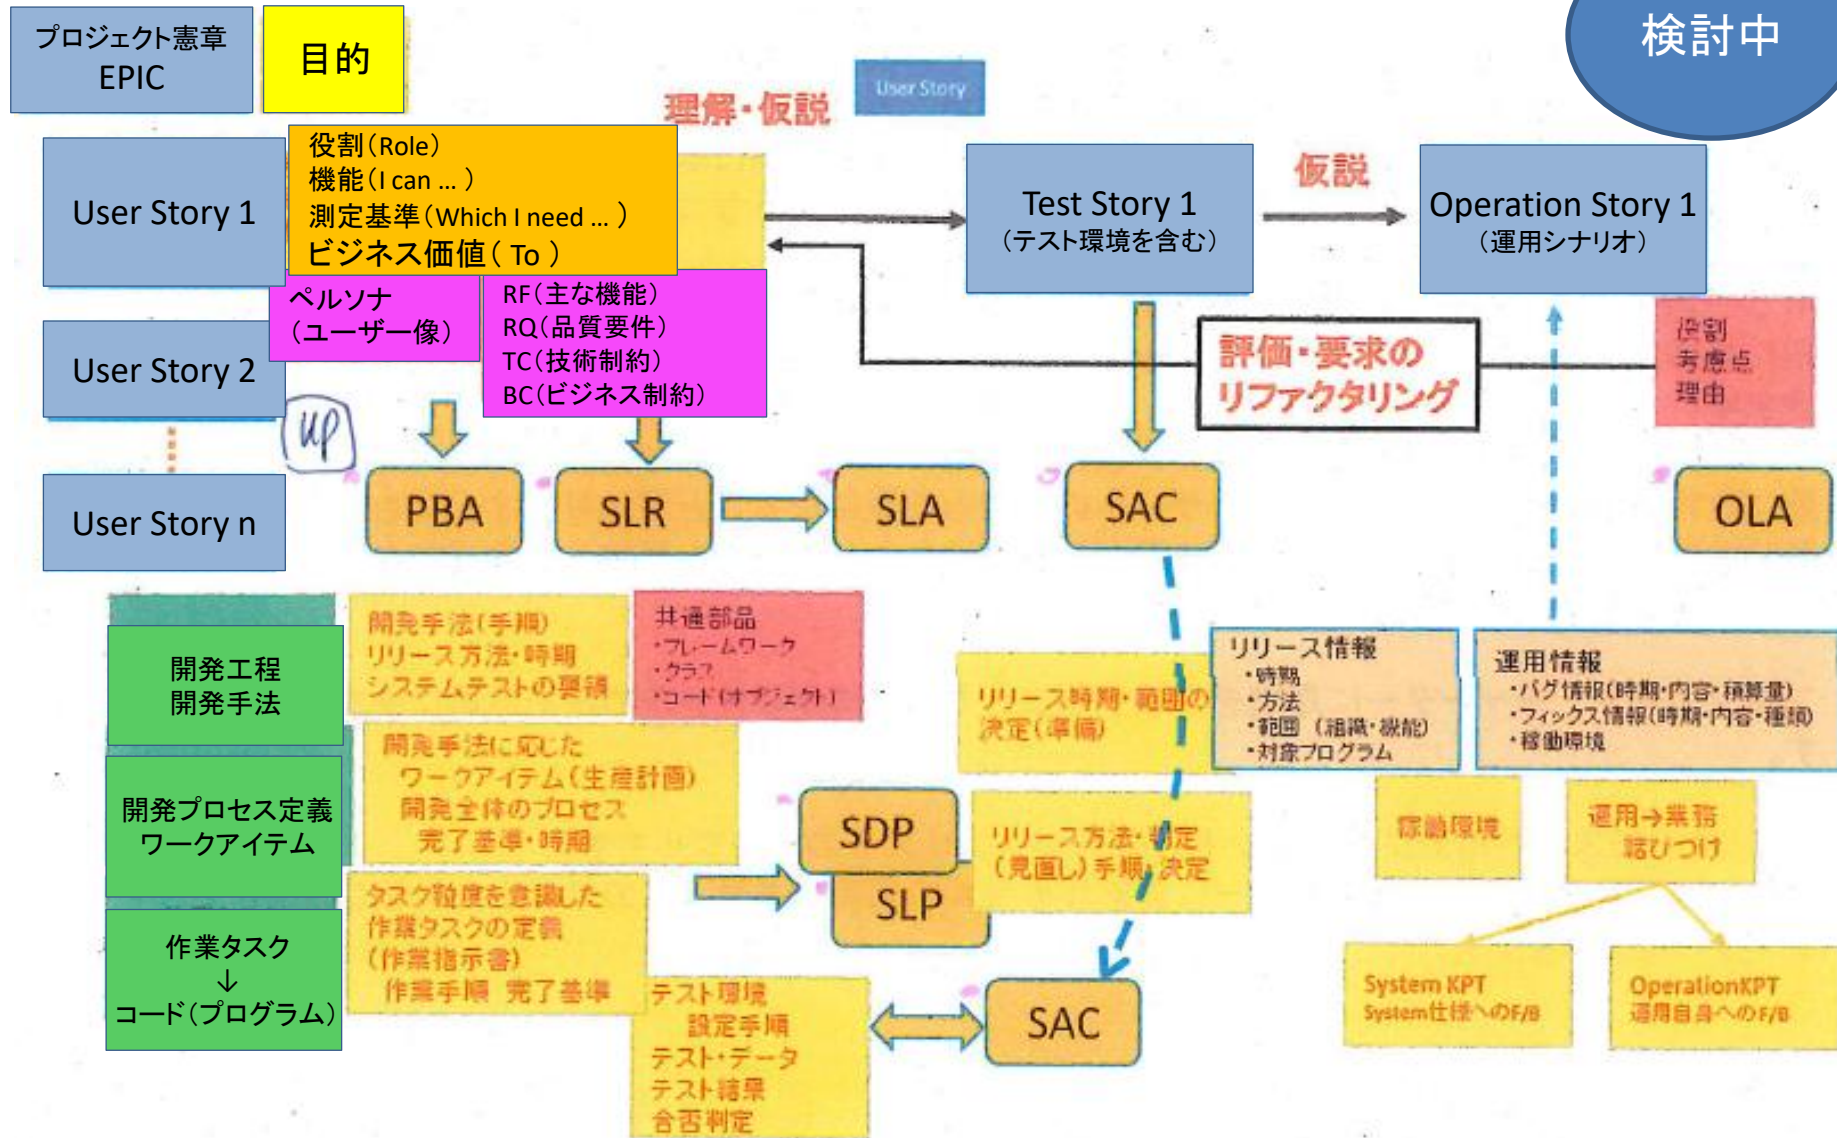 プロジェクト憲章
EPIC
目的
検討中
理解・仮説
User Story
User Story 1
役割(Role)
機能(I can … )
測定基準(Which I need … )
ビジネス価値( To )
Test Story 1
(テスト環境を含む)
仮説
Operation Story 1
(運用シナリオ)
ペルソナ
(ユーザー像)
RF(主な機能)
RQ(品質要件)
TC(技術制約)
BC(ビジネス制約)
User Story 2
評価・要求の
リファクタリング
役割
考慮点
理由
UP
User Story n
PBA
SLR
SLA
SAC
OLA
開発工程
開発手法
開発手法(手順)
リリース方法・時期
システムテストの要領
共通部品
・フレームワーク
・クラス
・コード(オブジェクト)
リリース時期・範囲の
決定(準備)
リリース情報
・時期
・方法
・範囲 (組織・機能)
・対象プログラム
運用情報
・バグ情報(時期・内容・積算量)
・フィックス情報(時期・内容・種類)
・稼働環境
開発プロセス定義
ワークアイテム
開発手法に応じた
ワークアイテム(生産計画)
開発全体のプロセス
完了基準・時期
SDP
SLP
リリース方法・判定
(見直し)手順・決定
稼働環境
運用→業務
結びつけ
作業タスク
↓
コード(プログラム)
タスク粒度を意識した
作業タスクの定義
(作業指示書)
作業手順 完了基準
テスト環境
設定手順
テスト・データ
テスト結果
合否判定
SAC
System KPT
System仕様へのF/B
OperationKPT
運用自身へのF/B